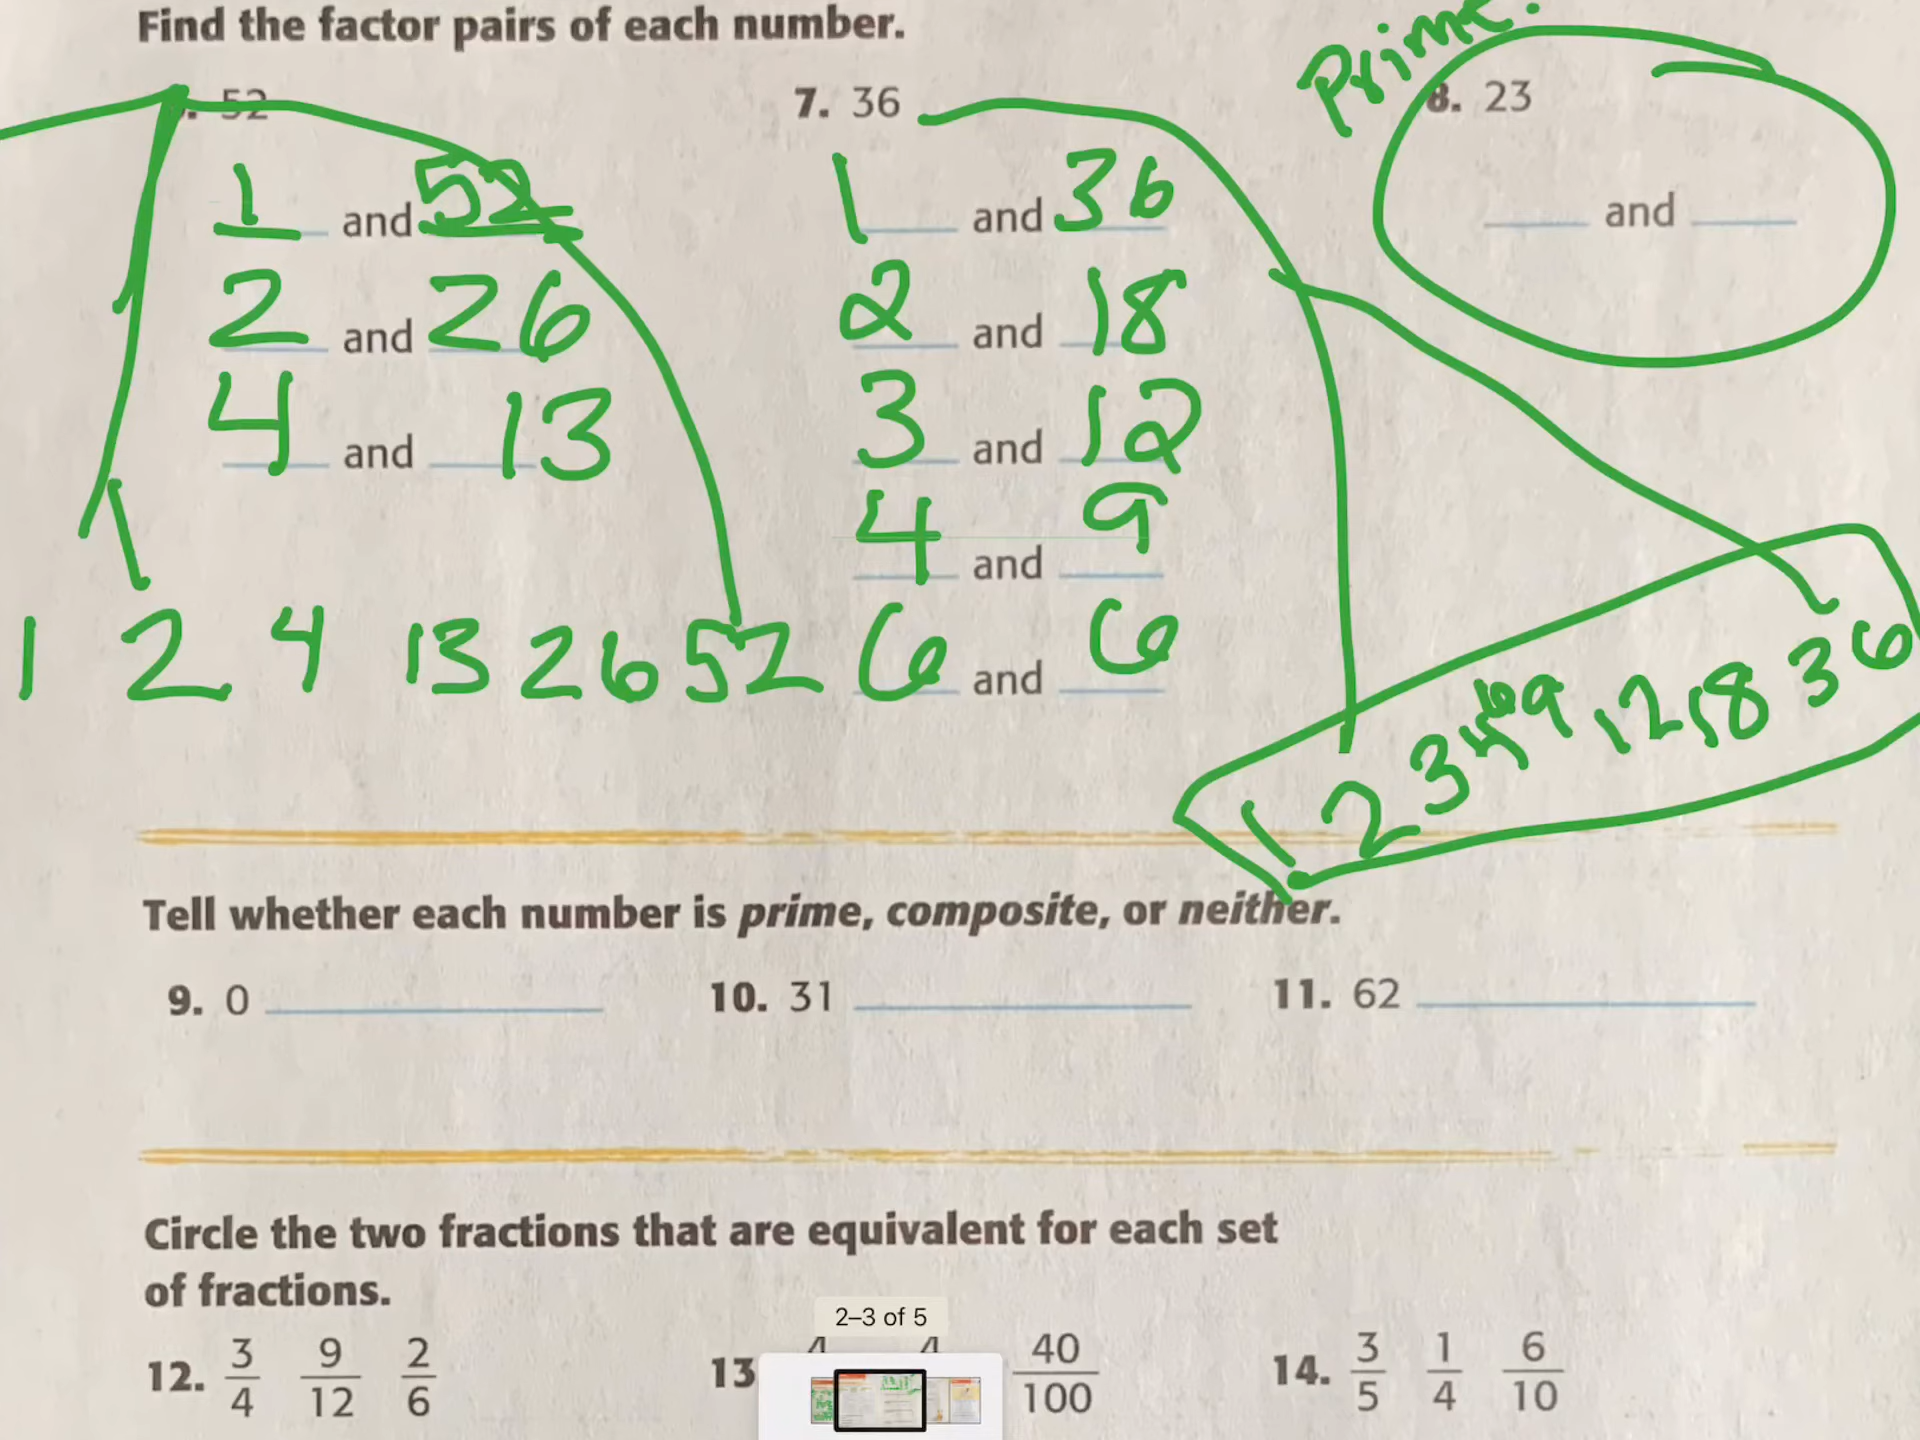 Find the factor pairs of each number.
Prime.
52
7. 36
8. 23
1 and 52
1 and 36
and
2 and 26
2 and 18
4 and 13
3 and 12
4 and 9
6 and 6
1 2 4 13 26 52
1 2 3 4 6 9 12 18 36
Tell whether each number is prime, composite, or neither.
9. 0
10. 31
11. 62
Circle the two fractions that are equivalent for each set
of fractions.
2–3 of 5
12. 3/4 9/12 2/6
13 4 4 40/100
14. 3/5 1/4 6/10